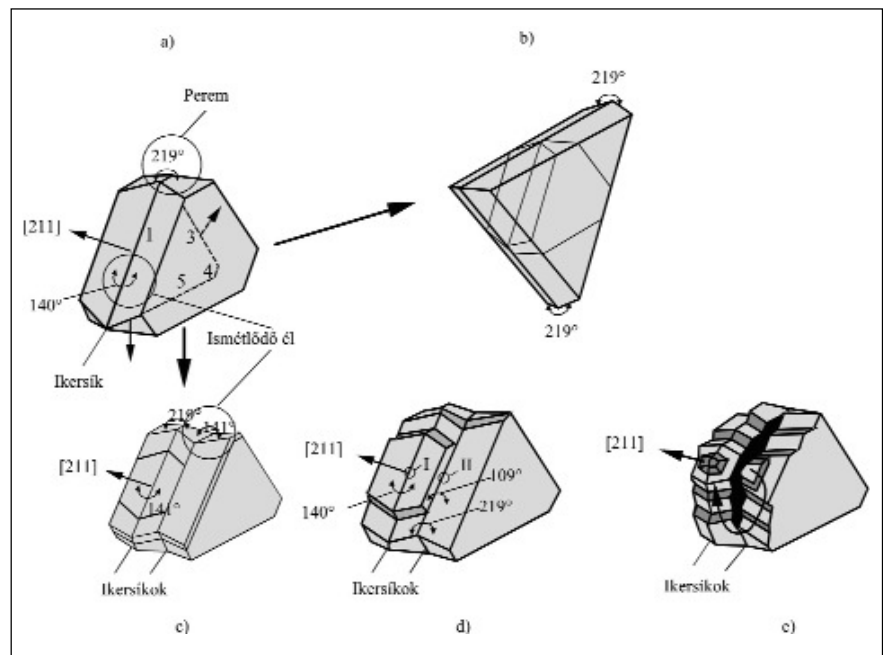 a)
b)
Perem
219°
219°
[211]
1
3
4
5
140°
219°
Ismétlődő él
Ikersík
219°
141°
[211]
141°
Ikersíkok
c)
[211]
I
II
109°
140°
219°
Ikersíkok
d)
[211]
Ikersíkok
e)